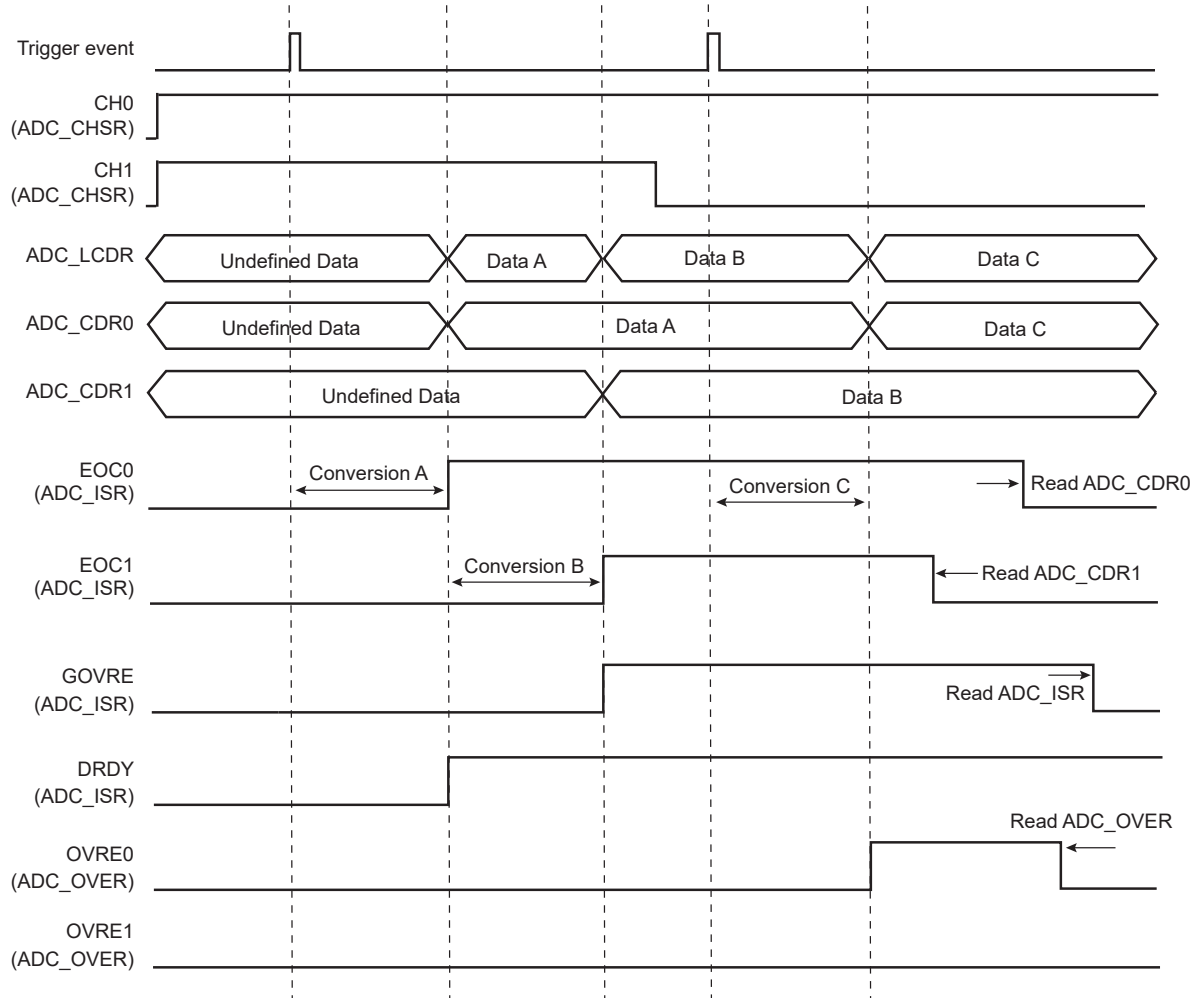 Trigger event
CH0
(ADC_CHSR)
CH1
(ADC_CHSR)
ADC_LCDR
Undefined Data
Data A
Data B
Data C
ADC_CDR0
Undefined Data
Data A
Data C
ADC_CDR1
Undefined Data
Data B
EOC0
(ADC_ISR)
Conversion A
Conversion C
Read ADC_CDR0
EOC1
(ADC_ISR)
Conversion B
Read ADC_CDR1
GOVRE
(ADC_ISR)
Read ADC_ISR
DRDY
(ADC_ISR)
Read ADC_OVER
OVRE0
(ADC_OVER)
OVRE1
(ADC_OVER)